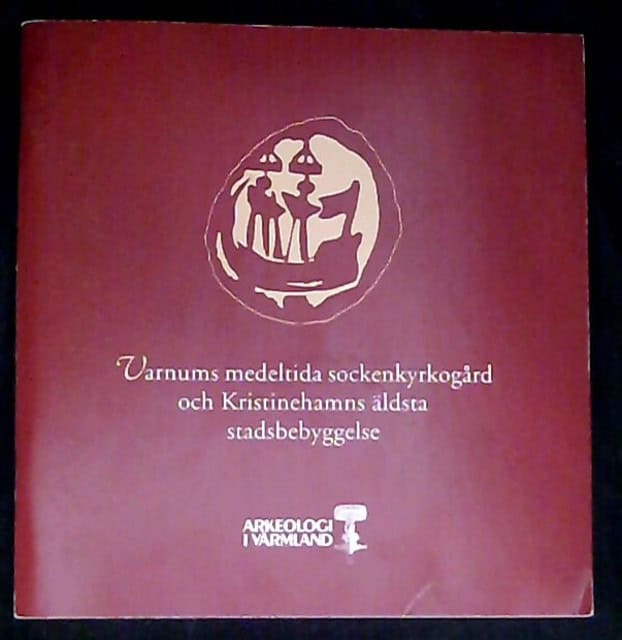 Varnums medeltida sockenkyrkogård
och Kristinehamns äldsta
stadsbebyggelse
ARKEOLOGI
I VÄRMLAND